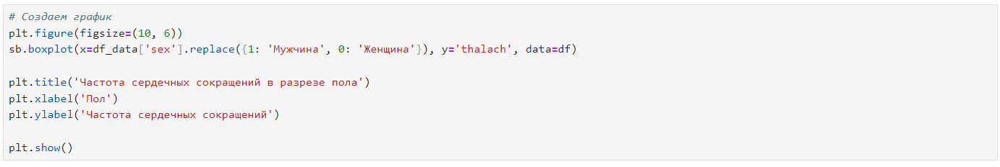 # Создаем график
plt.figure(figsize=(10, 6))
sb.boxplot(x=df_data['sex'].replace({1: 'Мужчина', 0: 'Женщина'}), y='thalach', data=df)
plt.title('Частота сердечных сокращений в разрезе пола')
plt.xlabel('Пол')
plt.ylabel('Частота сердечных сокращений')
plt.show()